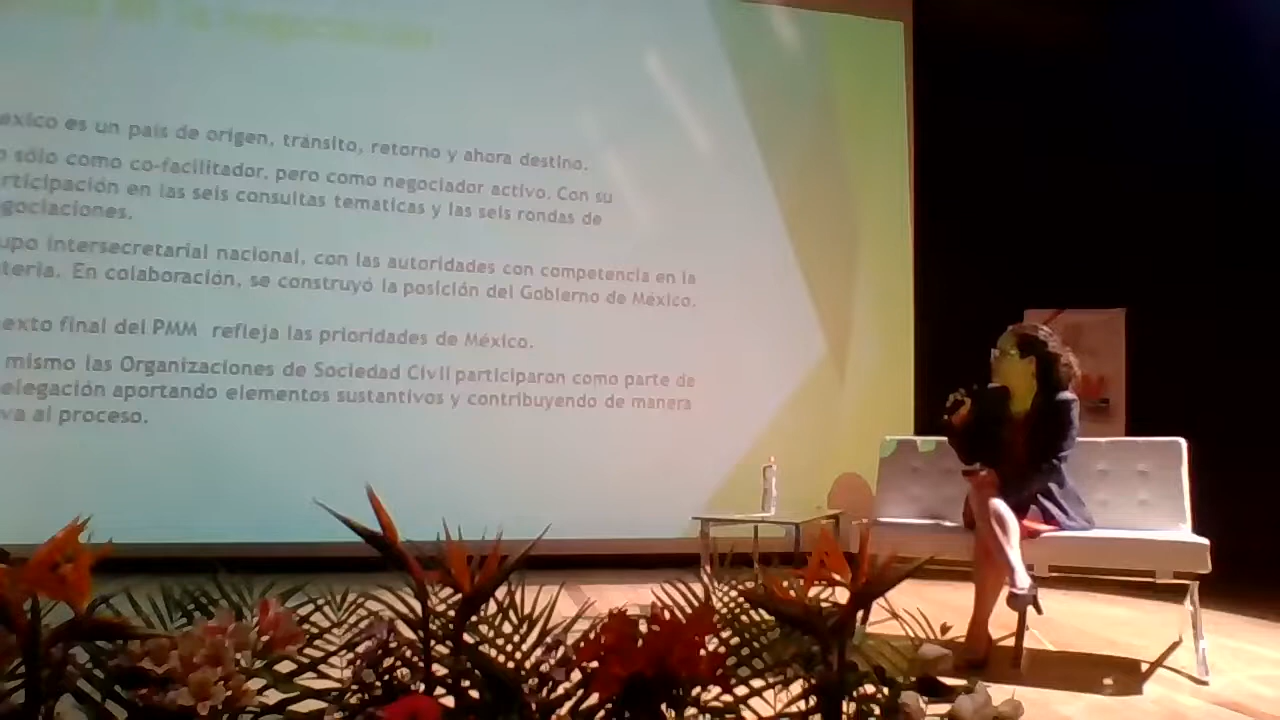 de la negociación
exico es un país de origen, tránsito, retorno y ahora destino.
o sólo como co-facilitador, pero como negociador activo. Con su
rticipación en las seis consultas temáticas y las seis rondas de
gociaciones.
upo intersecretarial nacional, con las autoridades con competencia en la
teria. En colaboración, se construyó la posición del Gobierno de México.
exto final del PMM refleja las prioridades de México.
mismo las Organizaciones de Sociedad Civil participaron como parte de
elegación aportando elementos sustantivos y contribuyendo de manera
va al proceso.